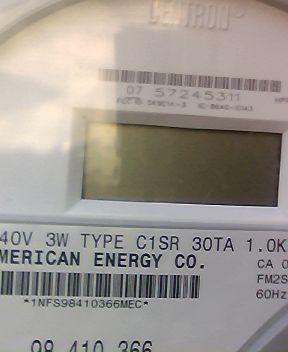 CENTRON
07 57245311
40V 3W TYPE C1SR 30TA 1.0K
MERICAN ENERGY CO.
CA 0
FM2S
60Hz
*1NFS98410366MEC*
98 410 366